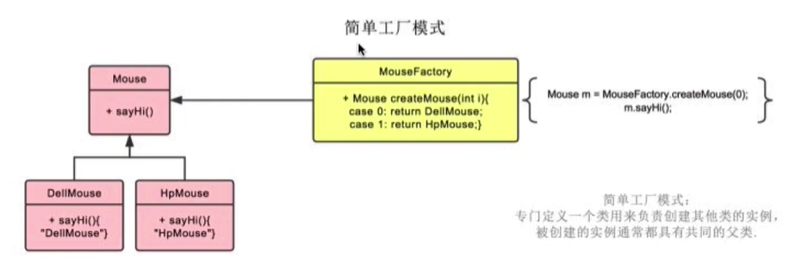 简单工厂模式
Mouse
+ sayHi()
MouseFactory
+ Mouse createMouse(int i){
case 0: return DellMouse;
case 1: return HpMouse;}
Mouse m = MouseFactory.createMouse(0);
m.sayHi();
DellMouse
+ sayHi(){
"DellMouse"}
HpMouse
+ sayHi(){
"HpMouse"}
简单工厂模式：
专门定义一个类用来负责创建其他类的实例，
被创建的实例通常都具有共同的父类.